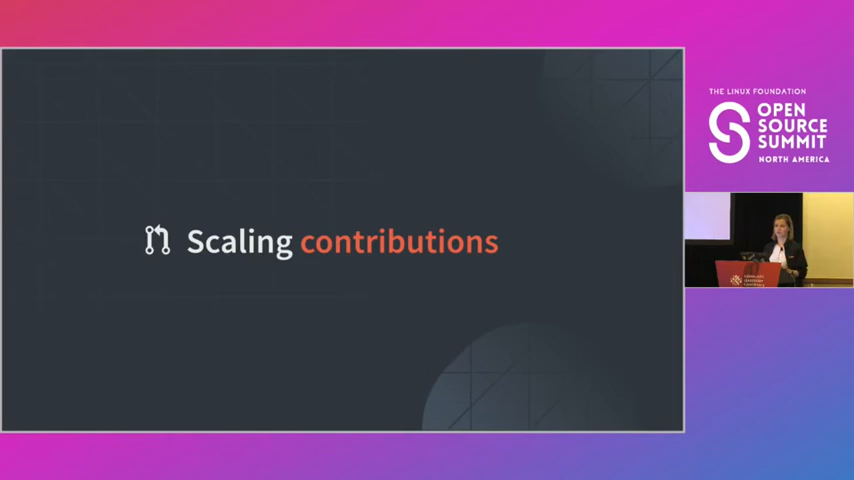 Scaling contributions
THE LINUX FOUNDATION
OPEN
SOURCE
SUMMIT
NORTH AMERICA